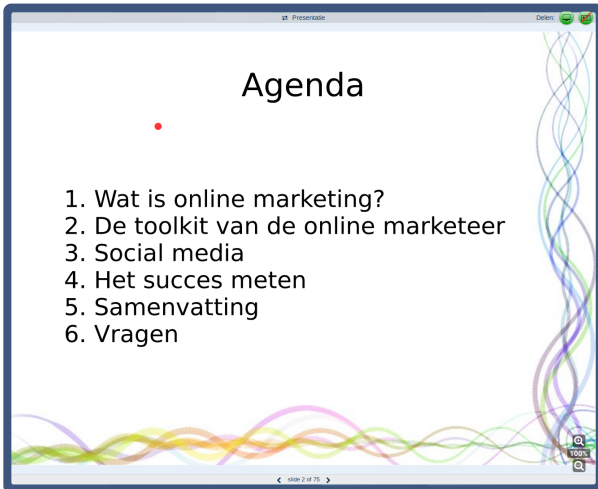 Presentatie
Delen:
Agenda
1. Wat is online marketing?
2. De toolkit van de online marketeer
3. Social media
4. Het succes meten
5. Samenvatting
6. Vragen
100%
slide 2 of 75